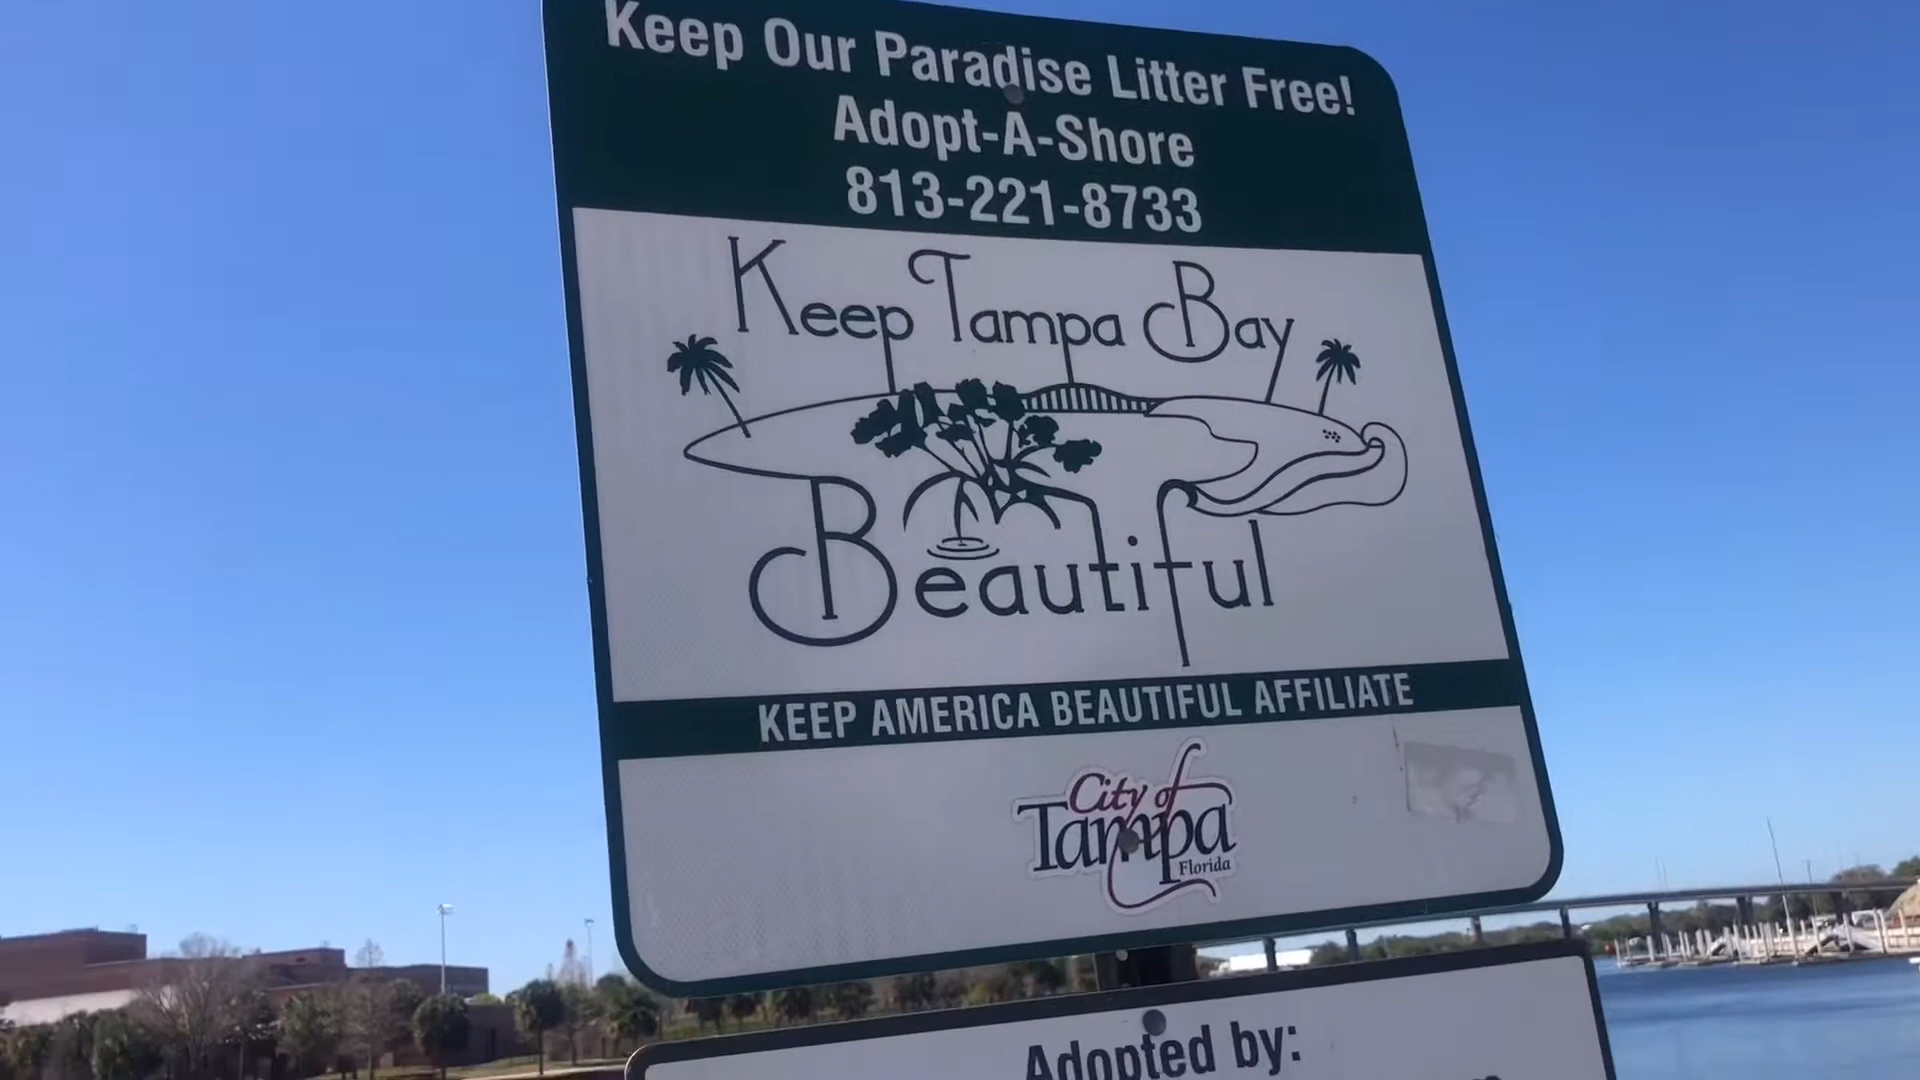 Keep Our Paradise Litter Free!
Adopt-A-Shore
813-221-8733
Keep Tampa Bay
Beautiful
KEEP AMERICA BEAUTIFUL AFFILIATE
City of
Tampa
Florida
Adopted by: